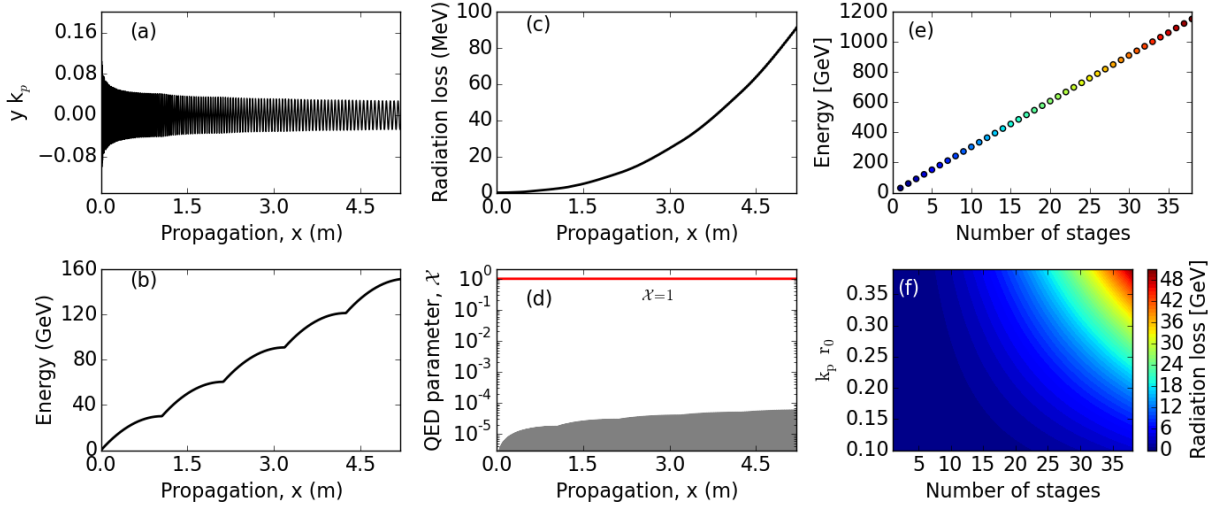 (a)
y k_p
0.16
0.08
0.00
−0.08
0.0 1.5 3.0 4.5
Propagation, x (m)
(c)
Radiation loss (MeV)
100
80
60
40
20
0
0.0 1.5 3.0 4.5
Propagation, x (m)
(e)
Energy [GeV]
1200
1000
800
600
400
200
0
0 5 10 15 20 25 30 35
Number of stages
(b)
Energy (GeV)
160
120
80
40
0
0.0 1.5 3.0 4.5
Propagation, x (m)
(d)
QED parameter, 𝒳
10^0
10^-1
10^-2
10^-3
10^-4
10^-5
𝒳=1
0.0 1.5 3.0 4.5
Propagation, x (m)
(f)
k_p r_0
0.35
0.30
0.25
0.20
0.15
0.10
5 10 15 20 25 30 35
Number of stages
48
42
36
30
24
18
12
6
0
Radiation loss [GeV]